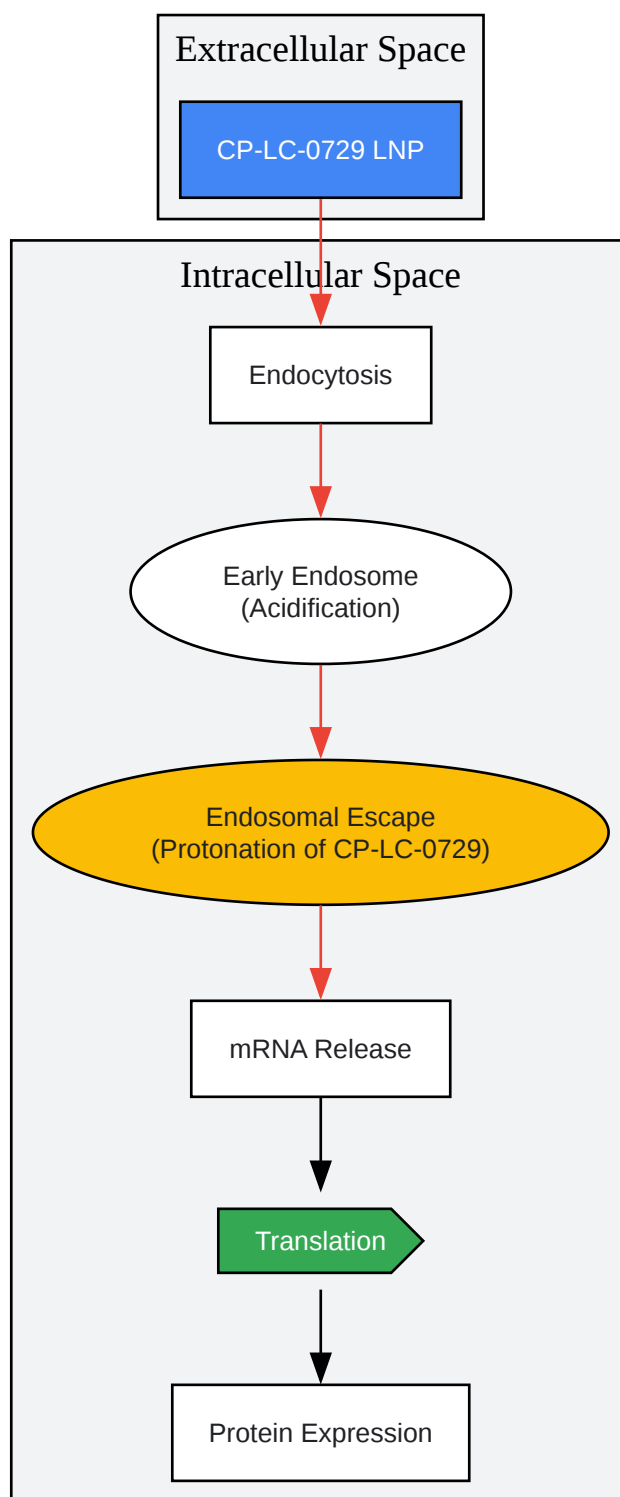 Extracellular Space
CP-LC-0729 LNP
Intracellular Space
Endocytosis
Early Endosome
(Acidification)
Endosomal Escape
(Protonation of CP-LC-0729)
mRNA Release
Translation
Protein Expression